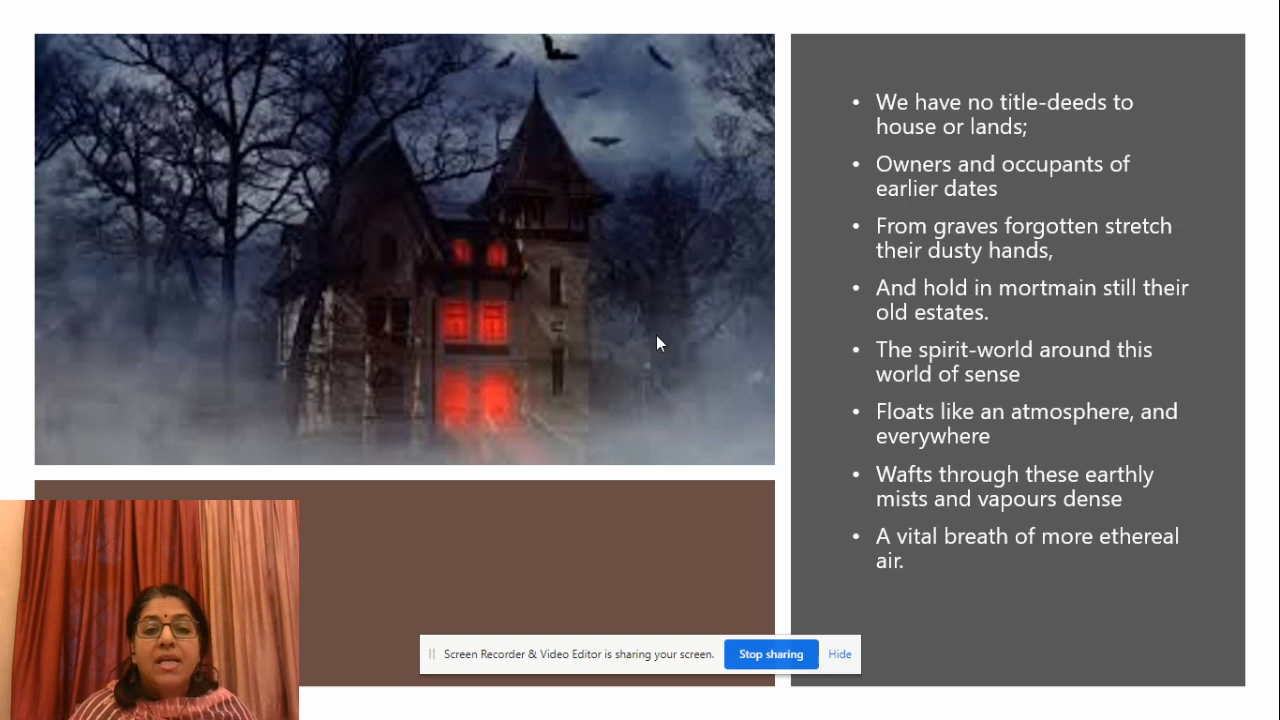 • We have no title-deeds to
house or lands;
• Owners and occupants of
earlier dates
• From graves forgotten stretch
their dusty hands,
• And hold in mortmain still their
old estates.
• The spirit-world around this
world of sense
• Floats like an atmosphere, and
everywhere
• Wafts through these earthly
mists and vapours dense
• A vital breath of more ethereal
air.
Screen Recorder & Video Editor is sharing your screen. Stop sharing Hide